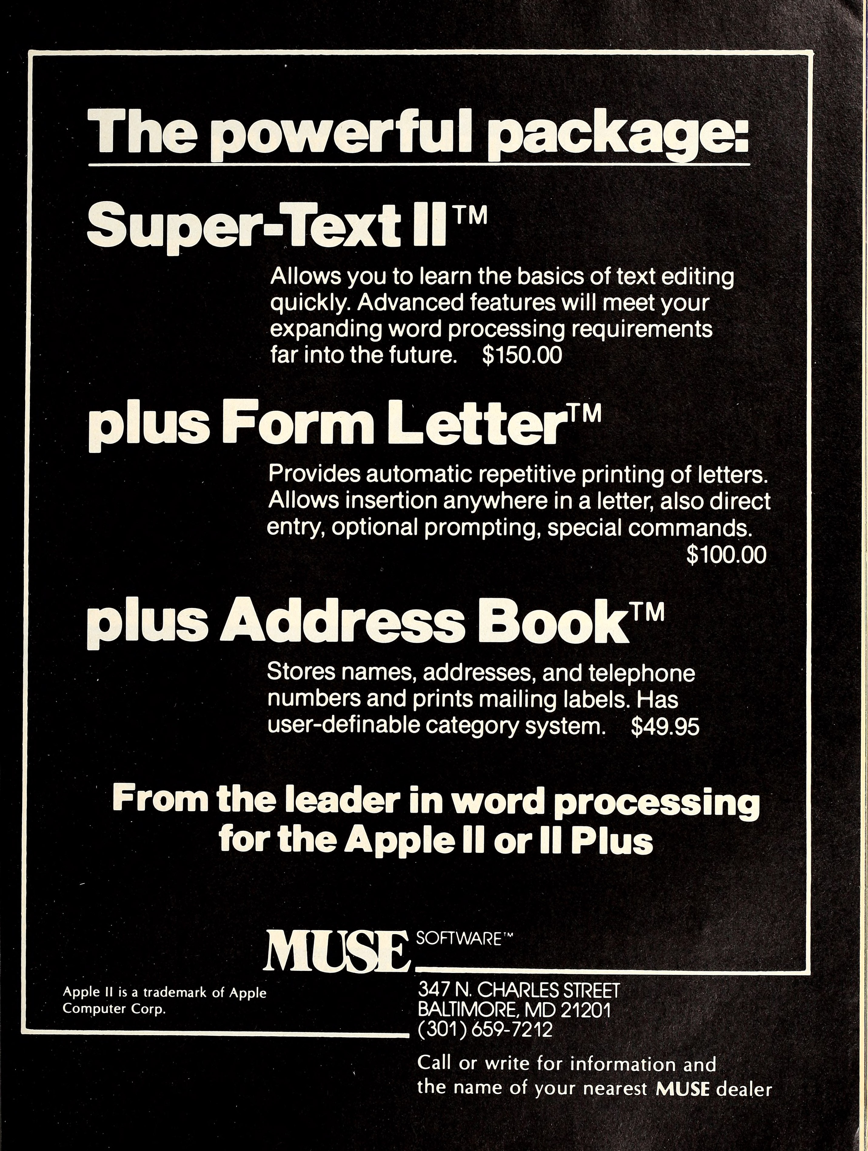 The powerful package:
Super-Text II™
Allows you to learn the basics of text editing
quickly. Advanced features will meet your
expanding word processing requirements
far into the future. $150.00
plus Form Letter™
Provides automatic repetitive printing of letters.
Allows insertion anywhere in a letter, also direct
entry, optional prompting, special commands.
$100.00
plus Address Book™
Stores names, addresses, and telephone
numbers and prints mailing labels. Has
user-definable category system. $49.95
From the leader in word processing
for the Apple II or II Plus
MUSE SOFTWARE™
Apple II is a trademark of Apple
Computer Corp.
347 N. CHARLES STREET
BALTIMORE, MD 21201
(301) 659-7212
Call or write for information and
the name of your nearest MUSE dealer